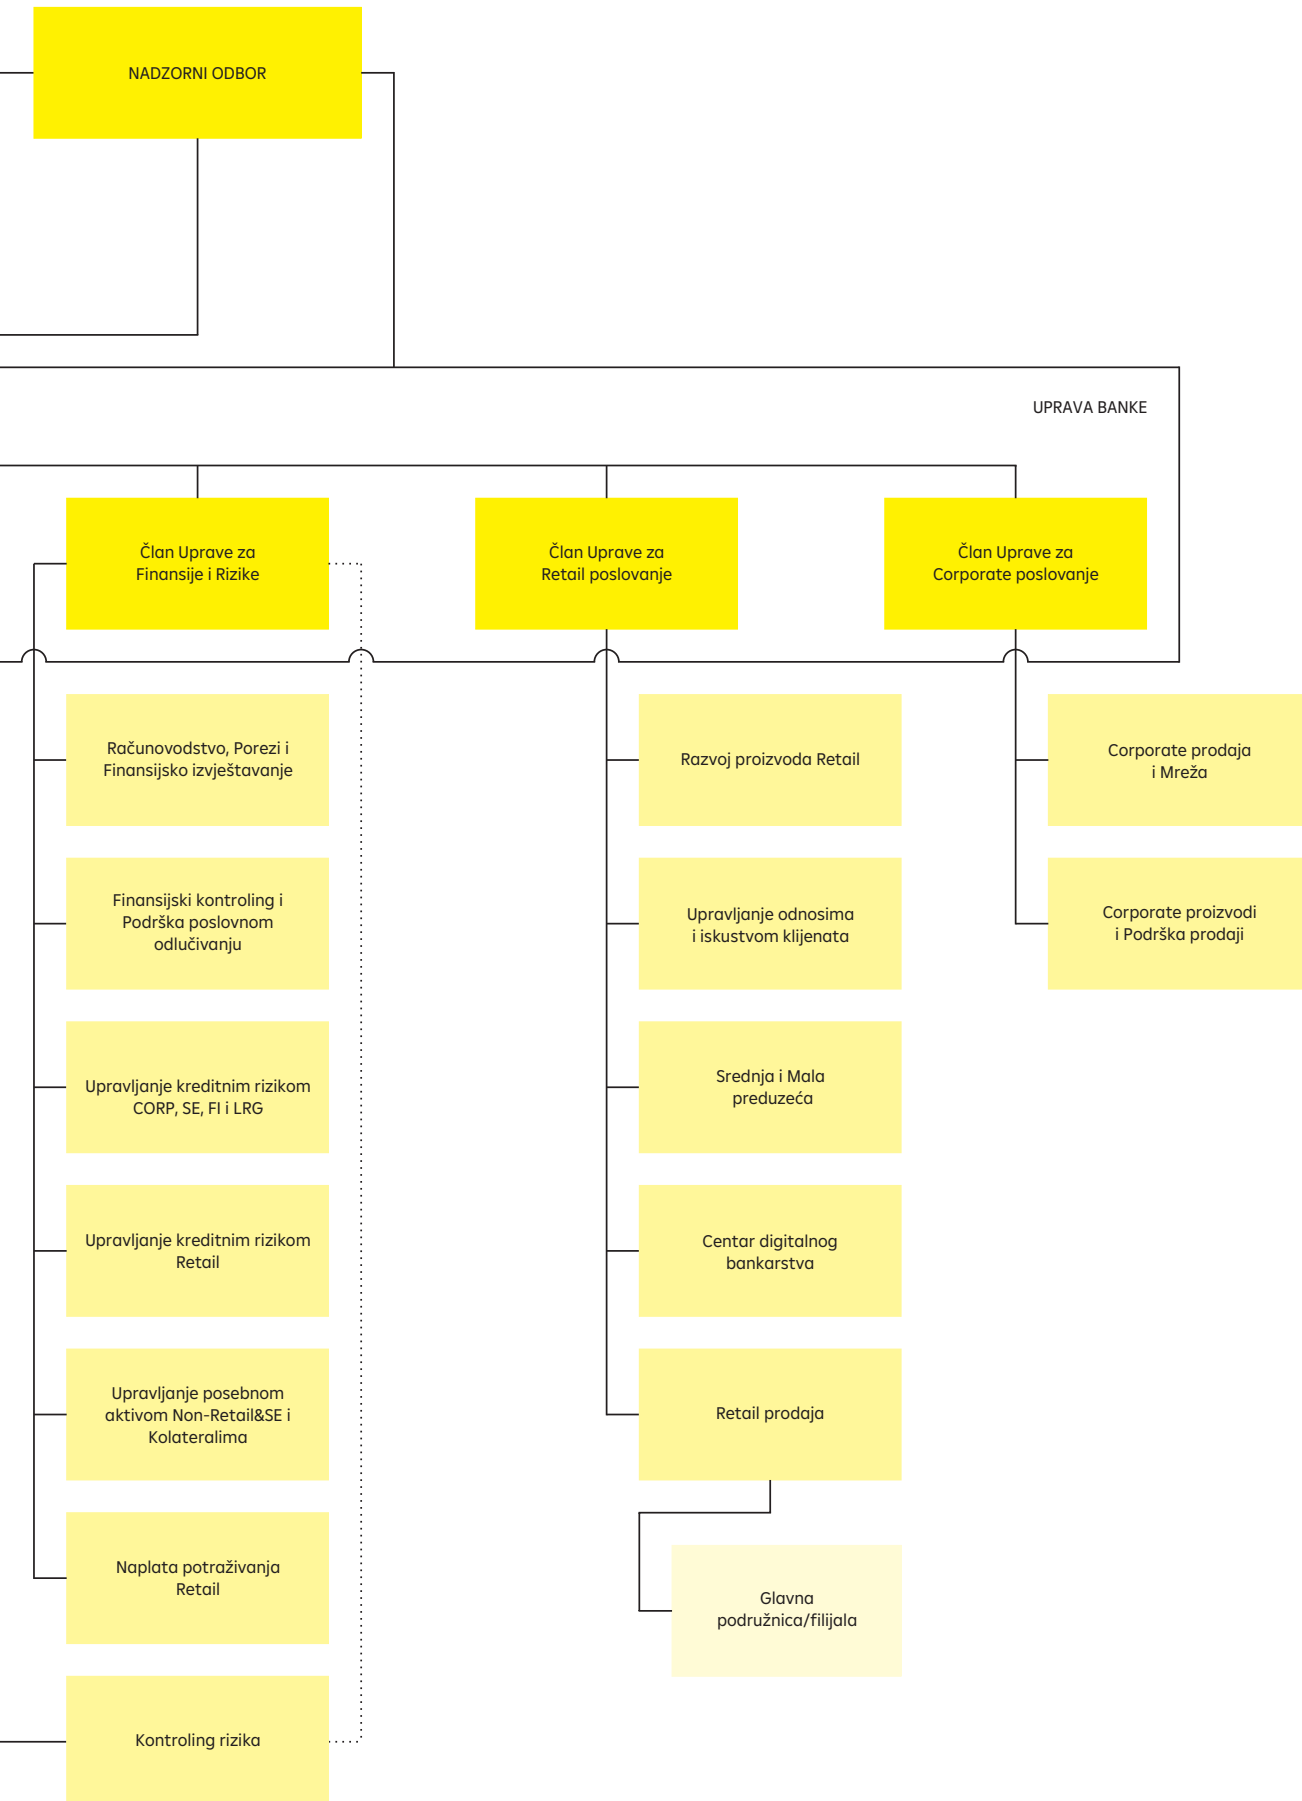 NADZORNI ODBOR
UPRAVA BANKE
Član Uprave za
Finansije i Rizike
Član Uprave za
Retail poslovanje
Član Uprave za
Corporate poslovanje
Računovodstvo, Porezi i
Finansijsko izvještavanje
Finansijski kontroling i
Podrška poslovnom
odlučivanju
Upravljanje kreditnim rizikom
CORP, SE, FI i LRG
Upravljanje kreditnim rizikom
Retail
Upravljanje posebnom
aktivom Non-Retail&SE i
Kolateralima
Naplata potraživanja
Retail
Kontroling rizika
Razvoj proizvoda Retail
Upravljanje odnosima
i iskustvom klijenata
Srednja i Mala
preduzeća
Centar digitalnog
bankarstva
Retail prodaja
Glavna
podružnica/filijala
Corporate prodaja
i Mreža
Corporate proizvodi
i Podrška prodaji